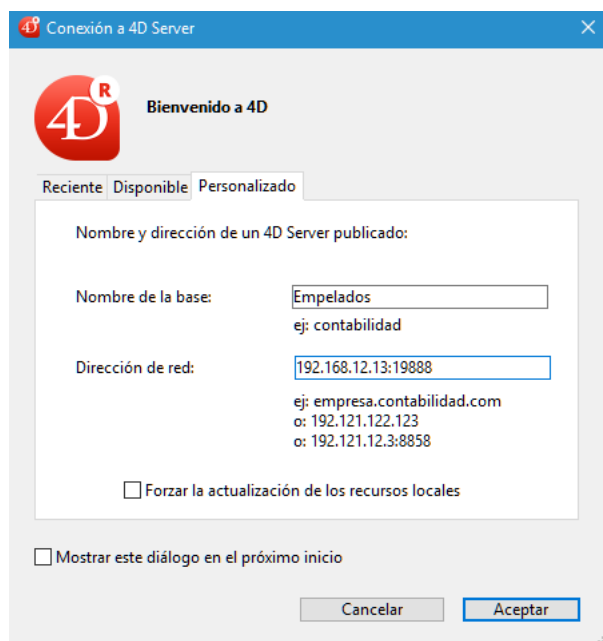 Conexión a 4D Server
4D R
Bienvenido a 4D
Reciente Disponible Personalizado
Nombre y dirección de un 4D Server publicado:
Nombre de la base: Empelados
ej: contabilidad
Dirección de red: 192.168.12.13:19888
ej: empresa.contabilidad.com
o: 192.121.122.123
o: 192.121.12.3:8858
Forzar la actualización de los recursos locales
Mostrar este diálogo en el próximo inicio
Cancelar Aceptar